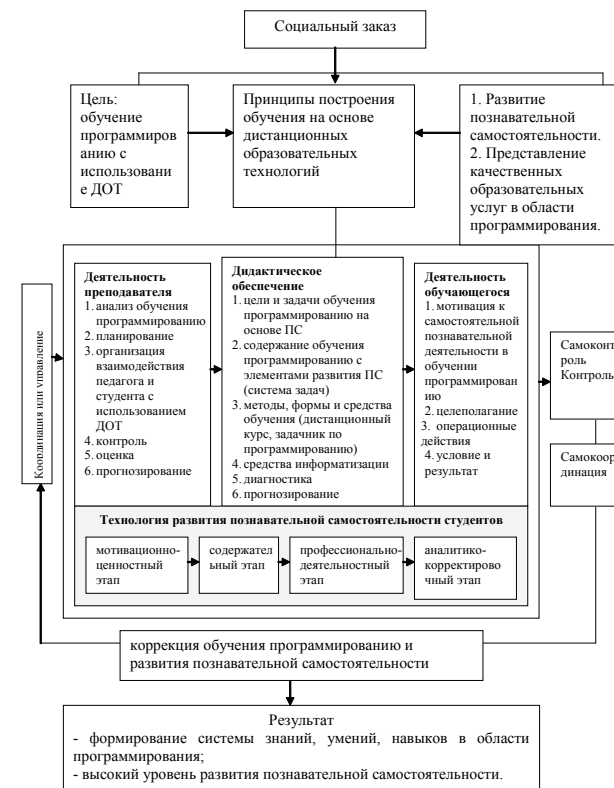 Социальный заказ
Цель:
обучение
программиров
анию с
использовани
е ДОТ
Принципы построения
обучения на основе
дистанционных
образовательных
технологий
1. Развитие
познавательной
самостоятельности.
2. Представление
качественных
образовательных
услуг в области
программирования.
Координация или управление
Деятельность
преподавателя
1. анализ обучения
программированию
2. планирование
3. организация
взаимодействия
педагога и
студента с
использованием
ДОТ
4. контроль
5. оценка
6. прогнозирование
Дидактическое
обеспечение
1. цели и задачи обучения
программированию на
основе ПС
2. содержание обучения
программированию с
элементами развития ПС
(система задач)
3. методы, формы и средства
обучения (дистанционный
курс, задачник по
программированию)
4. средства информатизации
5. диагностика
6. прогнозирование
Деятельность
обучающегося
1. мотивация к
самостоятельной
познавательной
деятельности в
обучении
программирован
ию
2. целеполагание
3. операционные
действия
4. условие и
результат
Самоконт
роль
Контроль
Самокоор
динация
Технология развития познавательной самостоятельности студентов
мотивационно-
ценностный
этап
содержател
ьный этап
профессионально-
деятельностный
этап
аналитико-
корректирово
чный этап
коррекция обучения программированию и
развития познавательной самостоятельности
Результат
- формирование системы знаний, умений, навыков в области
программирования;
- высокий уровень развития познавательной самостоятельности.